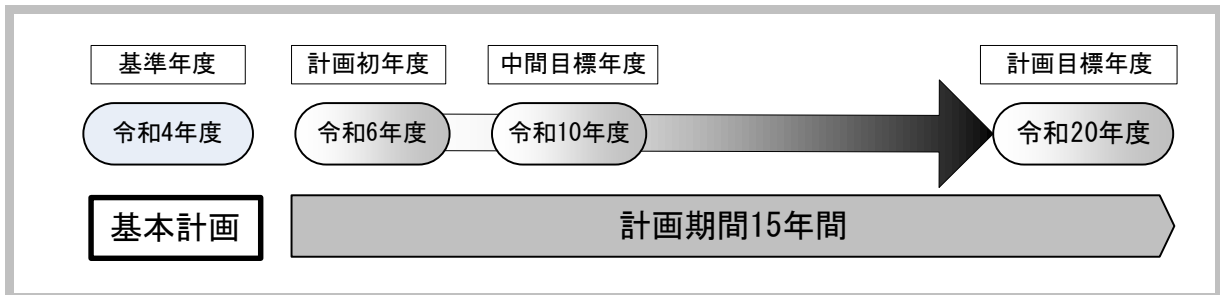 基準年度
計画初年度
中間目標年度
計画目標年度
令和4年度
令和6年度
令和10年度
令和20年度
基本計画
計画期間15年間